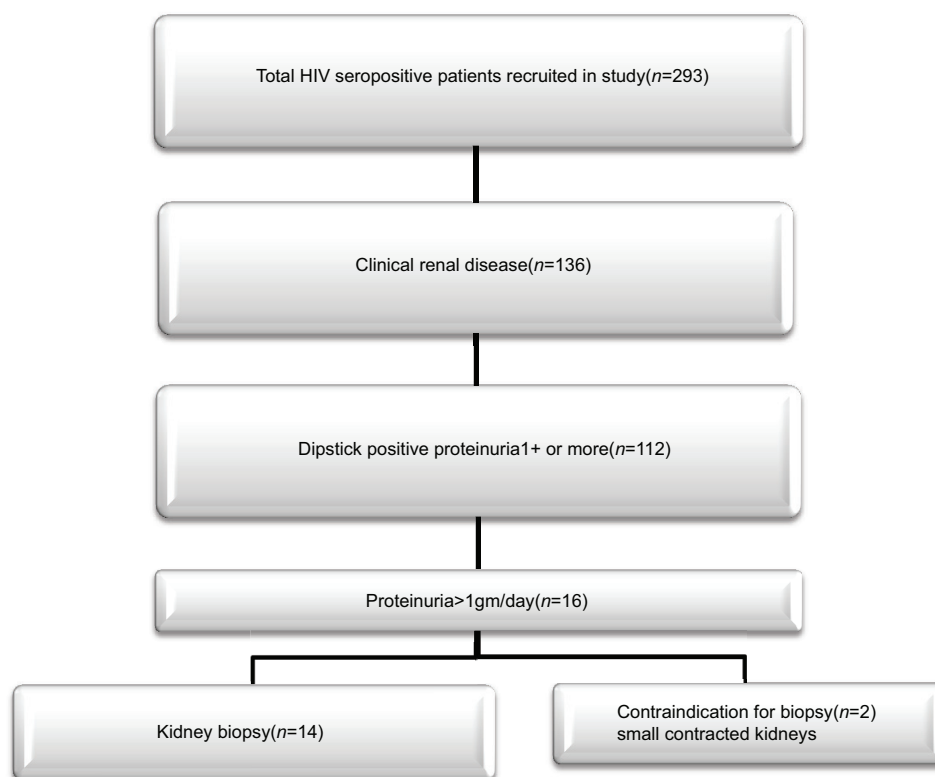 Total HIV seropositive patients recruited in study(n=293)
Clinical renal disease(n=136)
Dipstick positive proteinuria1+ or more(n=112)
Proteinuria>1gm/day(n=16)
Kidney biopsy(n=14)
Contraindication for biopsy(n=2)
small contracted kidneys